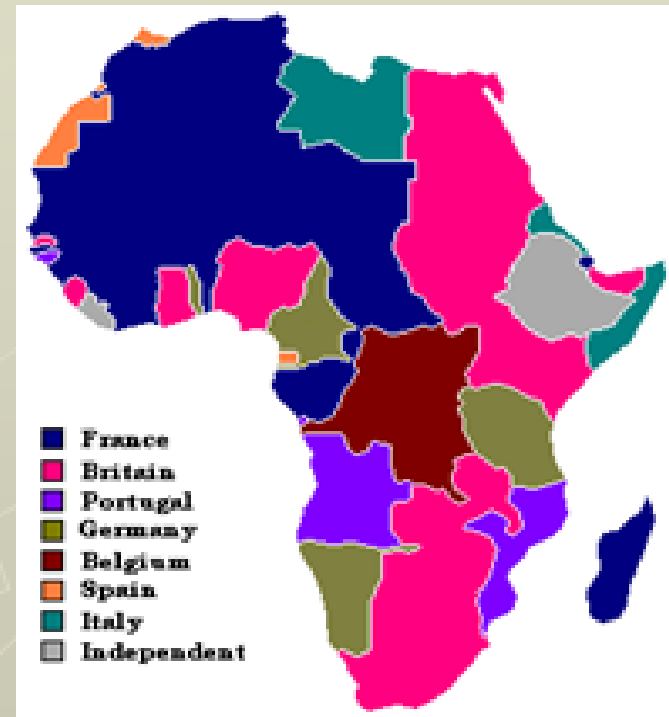 France
Britain
Portugal
Germany
Belgium
Spain
Italy
Independent